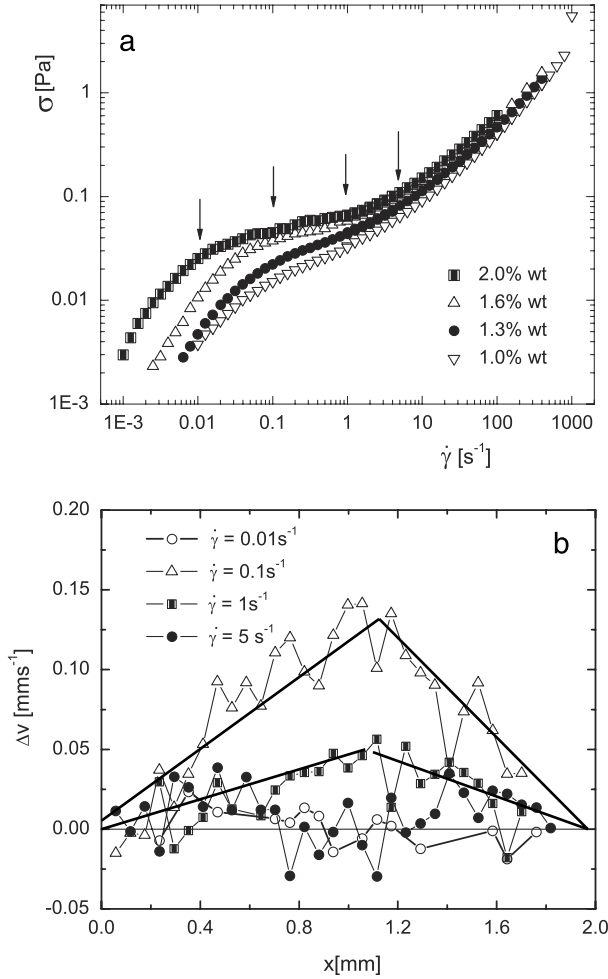 a
σ [Pa]
1
0.1
0.01
1E-3
2.0% wt
1.6% wt
1.3% wt
1.0% wt
1E-3 0.01 0.1 1 10 100 1000
γ̇ [s⁻¹]
b
0.20
0.15
0.10
0.05
0.00
-0.05
Δv [mms⁻¹]
γ̇ = 0.01s⁻¹
γ̇ = 0.1s⁻¹
γ̇ = 1s⁻¹
γ̇ = 5 s⁻¹
0.0 0.4 0.8 1.2 1.6 2.0
x[mm]